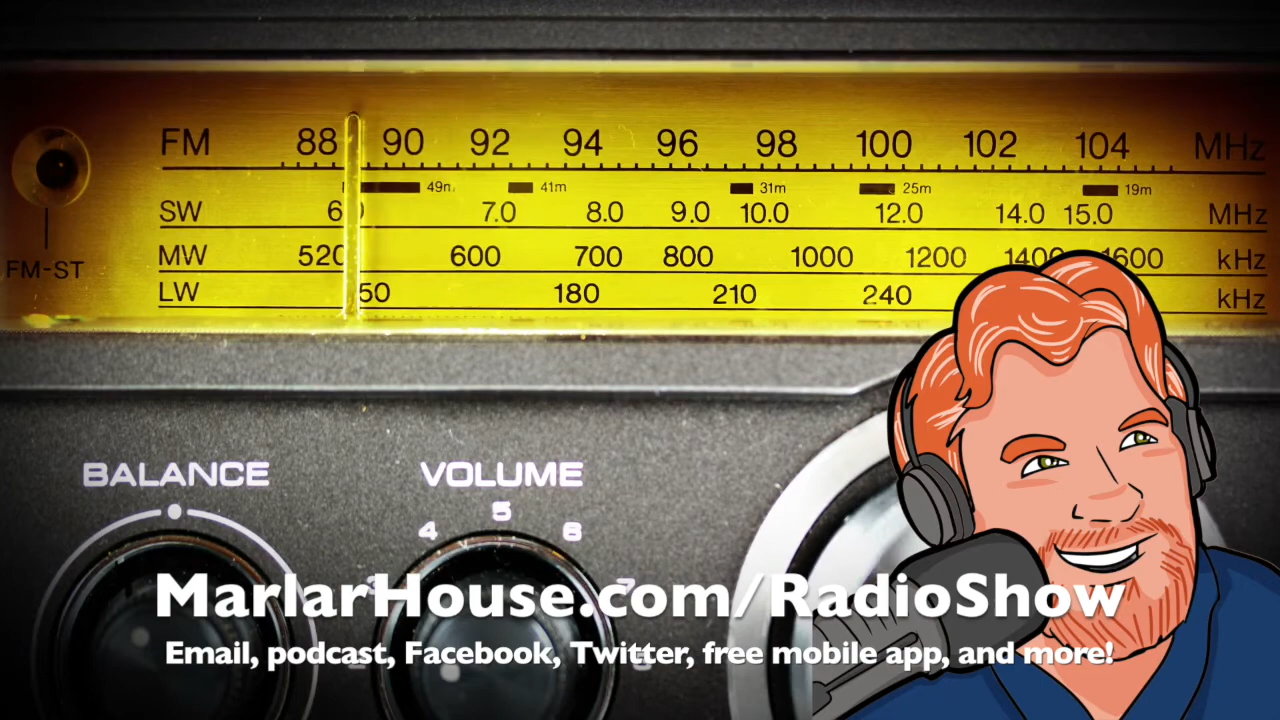 FM 88 90 92 94 96 98 100 102 104 MHz
41m 31m 25m 19m
SW 7.0 8.0 9.0 10.0 12.0 14.0 15.0 MHz
MW 520 600 700 800 1000 1200 1400 1600 kHz
LW 50 180 210 240 kHz
FM-ST
BALANCE VOLUME
4 5 6
MarlarHouse.com/RadioShow
Email, podcast, Facebook, Twitter, free mobile app, and more!